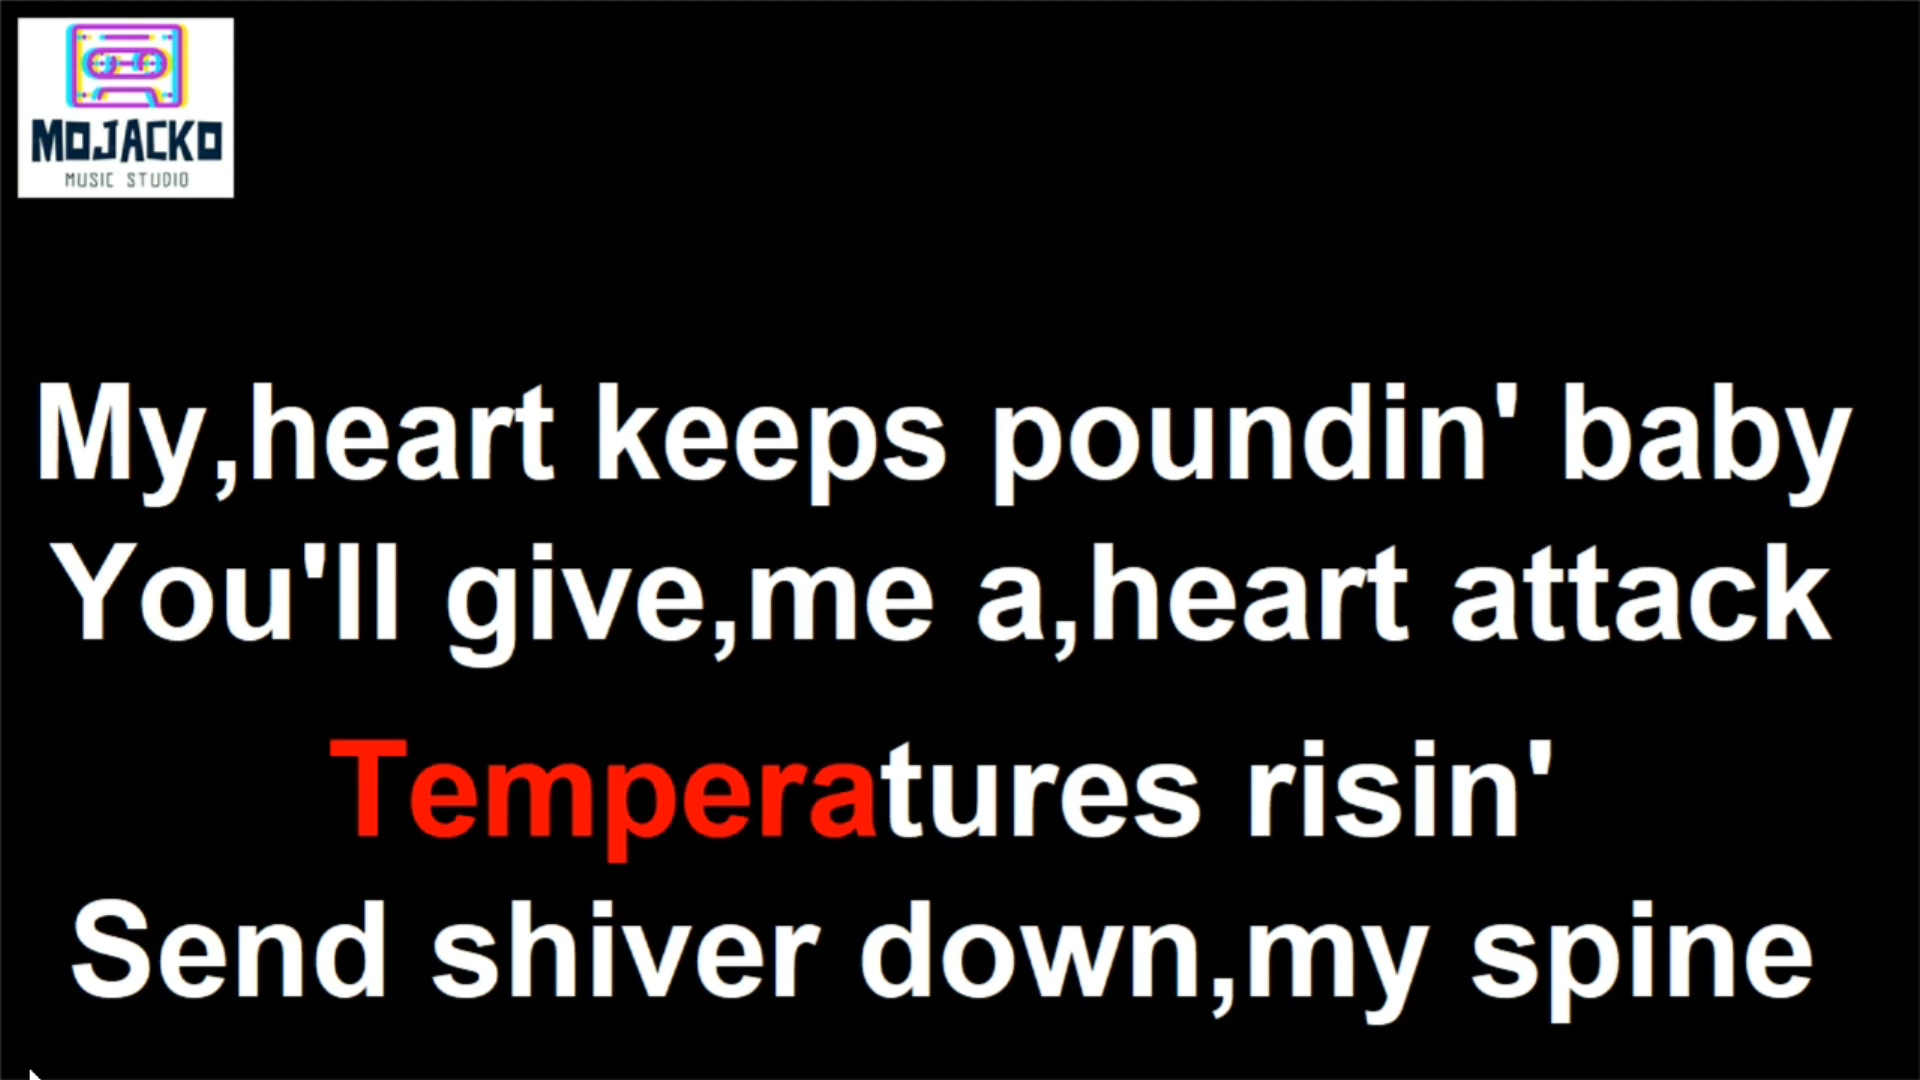 MOJACKO
MUSIC STUDIO
My,heart keeps poundin' baby
You'll give,me a,heart attack
Temperatures risin'
Send shiver down,my spine